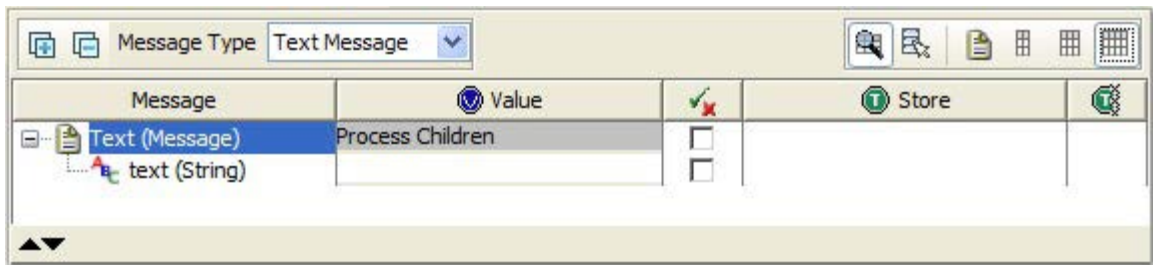 Message Type Text Message
Message Value Store
Text (Message) Process Children
text (String)